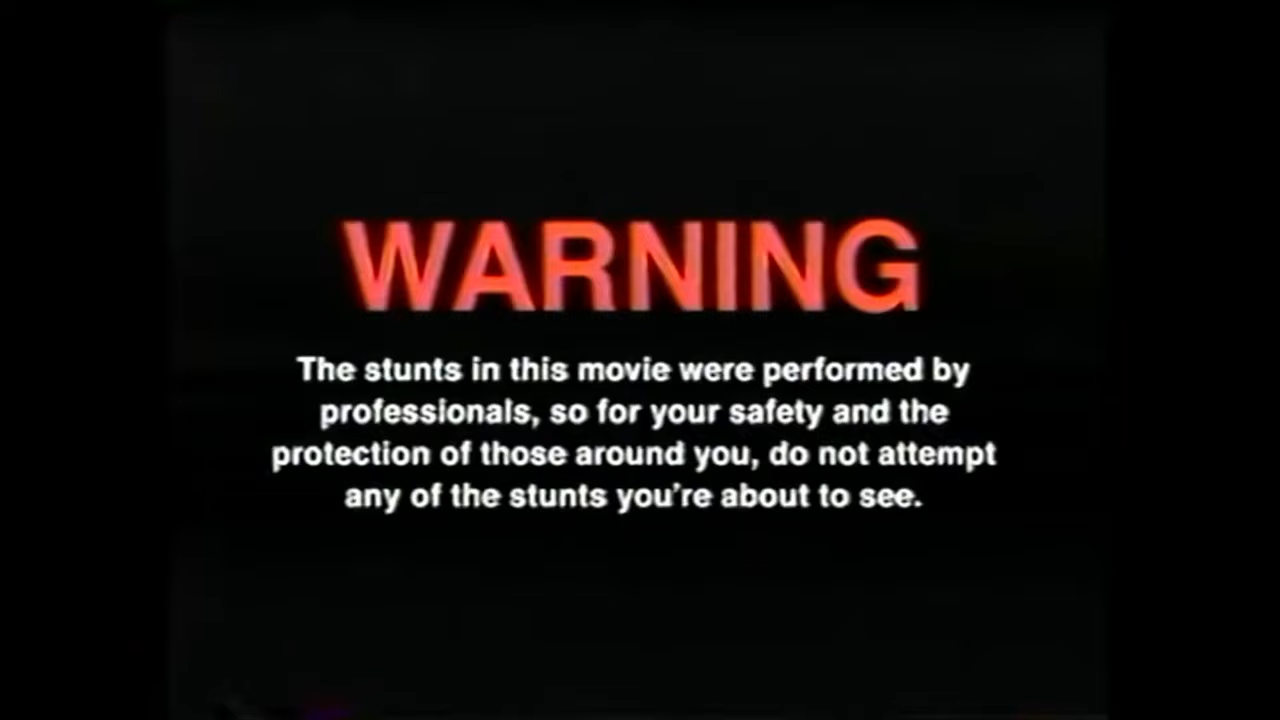 WARNING
The stunts in this movie were performed by
professionals, so for your safety and the
protection of those around you, do not attempt
any of the stunts you're about to see.